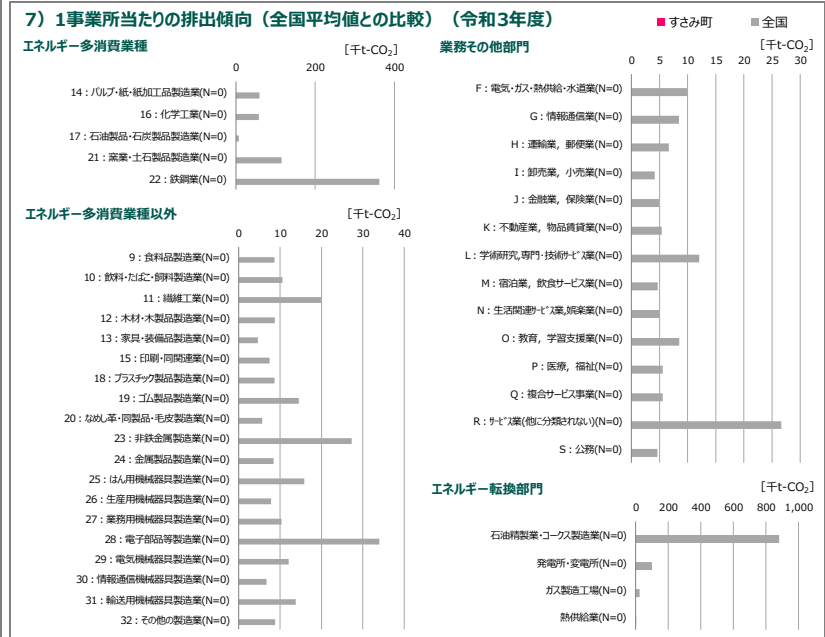 7）1事業所当たりの排出傾向（全国平均値との比較）（令和3年度）
■ すさみ町 ■ 全国
エネルギー多消費業種
[千t-CO₂]
0 200 400
14：パルプ・紙・紙加工品製造業(N=0)
16：化学工業(N=0)
17：石油製品・石炭製品製造業(N=0)
21：窯業・土石製品製造業(N=0)
22：鉄鋼業(N=0)
エネルギー多消費業種以外
[千t-CO₂]
0 10 20 30 40
9：食料品製造業(N=0)
10：飲料・たばこ・飼料製造業(N=0)
11：繊維工業(N=0)
12：木材・木製品製造業(N=0)
13：家具・装備品製造業(N=0)
15：印刷・同関連業(N=0)
18：プラスチック製品製造業(N=0)
19：ゴム製品製造業(N=0)
20：なめし革・同製品・毛皮製造業(N=0)
23：非鉄金属製造業(N=0)
24：金属製品製造業(N=0)
25：はん用機械器具製造業(N=0)
26：生産用機械器具製造業(N=0)
27：業務用機械器具製造業(N=0)
28：電子部品等製造業(N=0)
29：電気機械器具製造業(N=0)
30：情報通信機械器具製造業(N=0)
31：輸送用機械器具製造業(N=0)
32：その他の製造業(N=0)
業務その他部門
[千t-CO₂]
0 5 10 15 20 25 30
F：電気・ガス・熱供給・水道業(N=0)
G：情報通信業(N=0)
H：運輸業，郵便業(N=0)
I：卸売業，小売業(N=0)
J：金融業，保険業(N=0)
K：不動産業，物品賃貸業(N=0)
L：学術研究,専門・技術ｻｰﾋﾞｽ業(N=0)
M：宿泊業，飲食サービス業(N=0)
N：生活関連ｻｰﾋﾞｽ業,娯楽業(N=0)
O：教育，学習支援業(N=0)
P：医療，福祉(N=0)
Q：複合サービス事業(N=0)
R：ｻｰﾋﾞｽ業(他に分類されない)(N=0)
S：公務(N=0)
エネルギー転換部門
[千t-CO₂]
0 200 400 600 800 1,000
石油精製業・コークス製造業(N=0)
発電所・変電所(N=0)
ガス製造工場(N=0)
熱供給業(N=0)